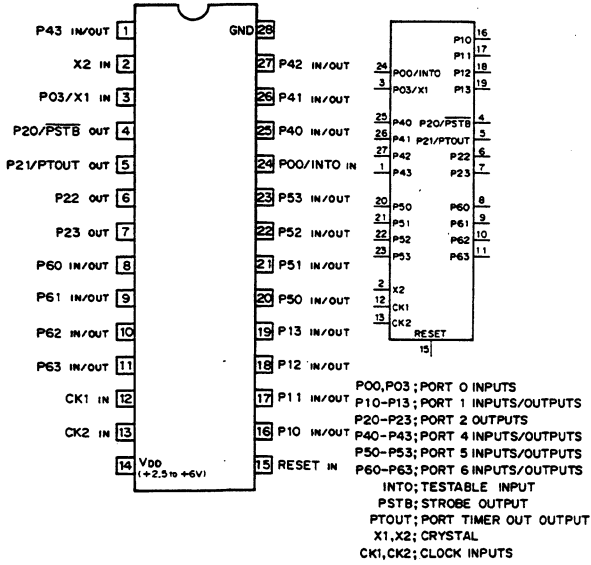 P43 IN/OUT 1
X2 IN 2
P03/X1 IN 3
P20/PSTB OUT 4
P21/PTOUT OUT 5
P22 OUT 6
P23 OUT 7
P60 IN/OUT 8
P61 IN/OUT 9
P62 IN/OUT 10
P63 IN/OUT 11
CK1 IN 12
CK2 IN 13
14 VDD
(+2.5 to +6V)
GND 28
27 P42 IN/OUT
26 P41 IN/OUT
25 P40 IN/OUT
24 P00/INTO IN
23 P53 IN/OUT
22 P52 IN/OUT
21 P51 IN/OUT
20 P50 IN/OUT
19 P13 IN/OUT
18 P12 IN/OUT
17 P11 IN/OUT
16 P10 IN/OUT
15 RESET IN
P10 16
P11 17
24 P00/INTO P12 18
3 P03/X1 P13 19
25 P40 P20/PSTB 4
26 P41 P21/PTOUT 5
27 P42 P22 6
1 P43 P23 7
20 P50 P60 8
21 P51 P61 9
22 P52 P62 10
23 P53 P63 11
2 X2
12 CK1
13 CK2
RESET
15
P00,P03; PORT 0 INPUTS
P10-P13; PORT 1 INPUTS/OUTPUTS
P20-P23; PORT 2 OUTPUTS
P40-P43; PORT 4 INPUTS/OUTPUTS
P50-P53; PORT 5 INPUTS/OUTPUTS
P60-P63; PORT 6 INPUTS/OUTPUTS
INTO; TESTABLE INPUT
PSTB; STROBE OUTPUT
PTOUT; PORT TIMER OUT OUTPUT
X1,X2; CRYSTAL
CK1,CK2; CLOCK INPUTS